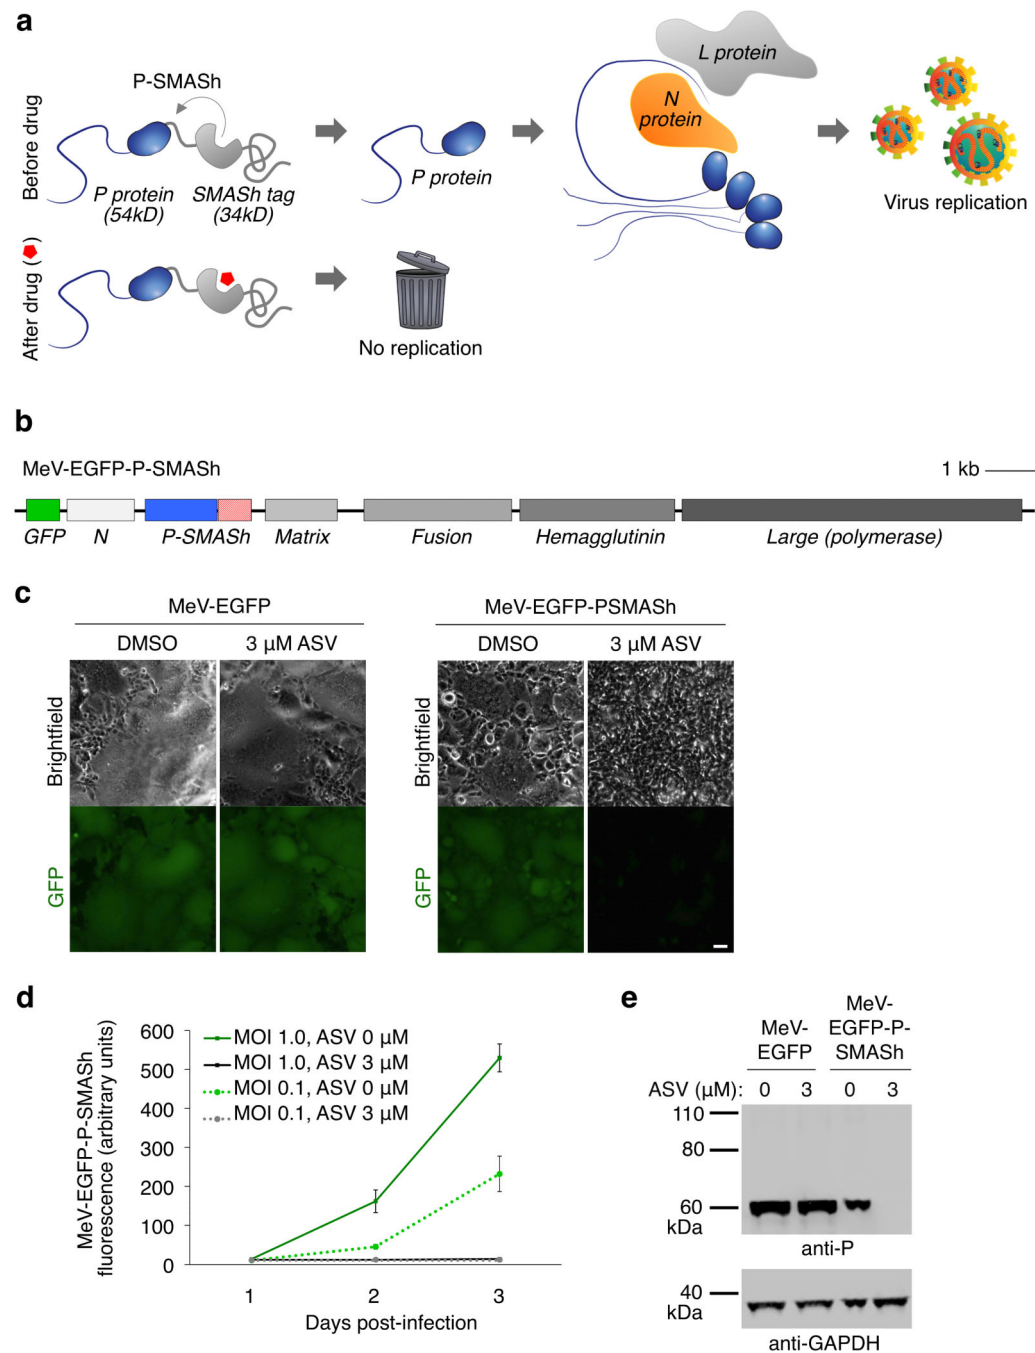 a
Before drug
P-SMASh
P protein
(54kD)
SMASh tag
(34kD)
P protein
L protein
N
protein
Virus replication
After drug ( )
No replication
b
MeV-EGFP-P-SMASh
1 kb
GFP
N
P-SMASh
Matrix
Fusion
Hemagglutinin
Large (polymerase)
c
MeV-EGFP
MeV-EGFP-PSMASh
DMSO
3 µM ASV
DMSO
3 µM ASV
Brightfield
Brightfield
GFP
GFP
d
MeV-EGFP-P-SMASh
fluorescence (arbitrary units)
600
500
400
300
200
100
0
MOI 1.0, ASV 0 µM
MOI 1.0, ASV 3 µM
MOI 0.1, ASV 0 µM
MOI 0.1, ASV 3 µM
1 2 3
Days post-infection
e
MeV-
EGFP
MeV-
EGFP-P-
SMASh
ASV (µM): 0 3 0 3
110
80
60
kDa
anti-P
40
kDa
anti-GAPDH